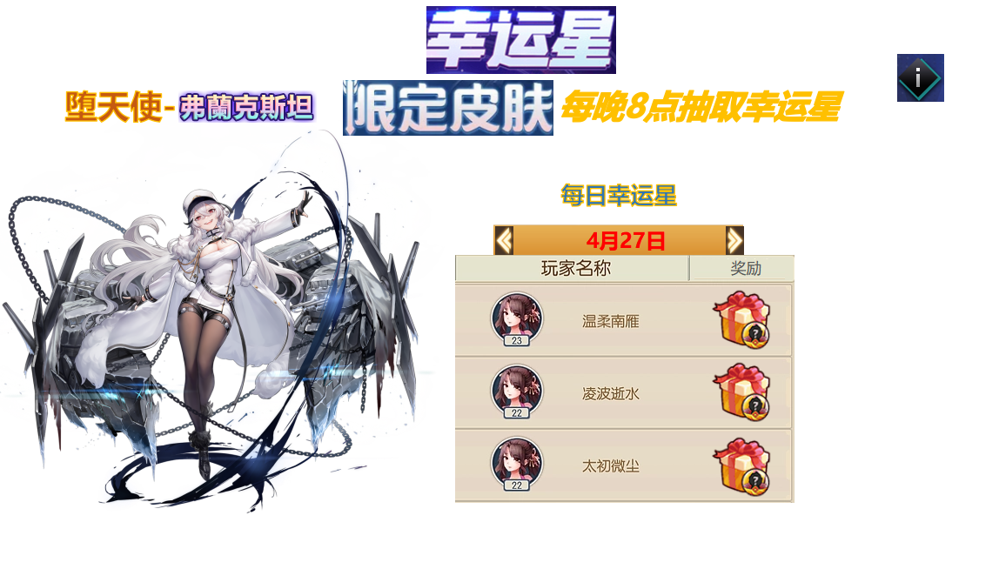 幸运星
i
堕天使-弗蘭克斯坦 限定皮肤 每晚8点抽取幸运星
每日幸运星
4月27日
玩家名称 奖励
温柔南雁
23
?
凌波逝水
22
?
太初微尘
22
?